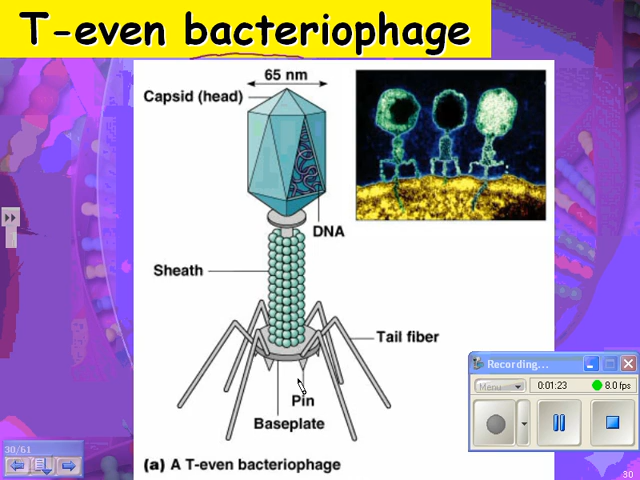 T-even bacteriophage
65 nm
Capsid (head)
DNA
Sheath
Tail fiber
Pin
Baseplate
(a) A T-even bacteriophage
Recording...
Menu
0:01:23
8.0 fps
30/61
30